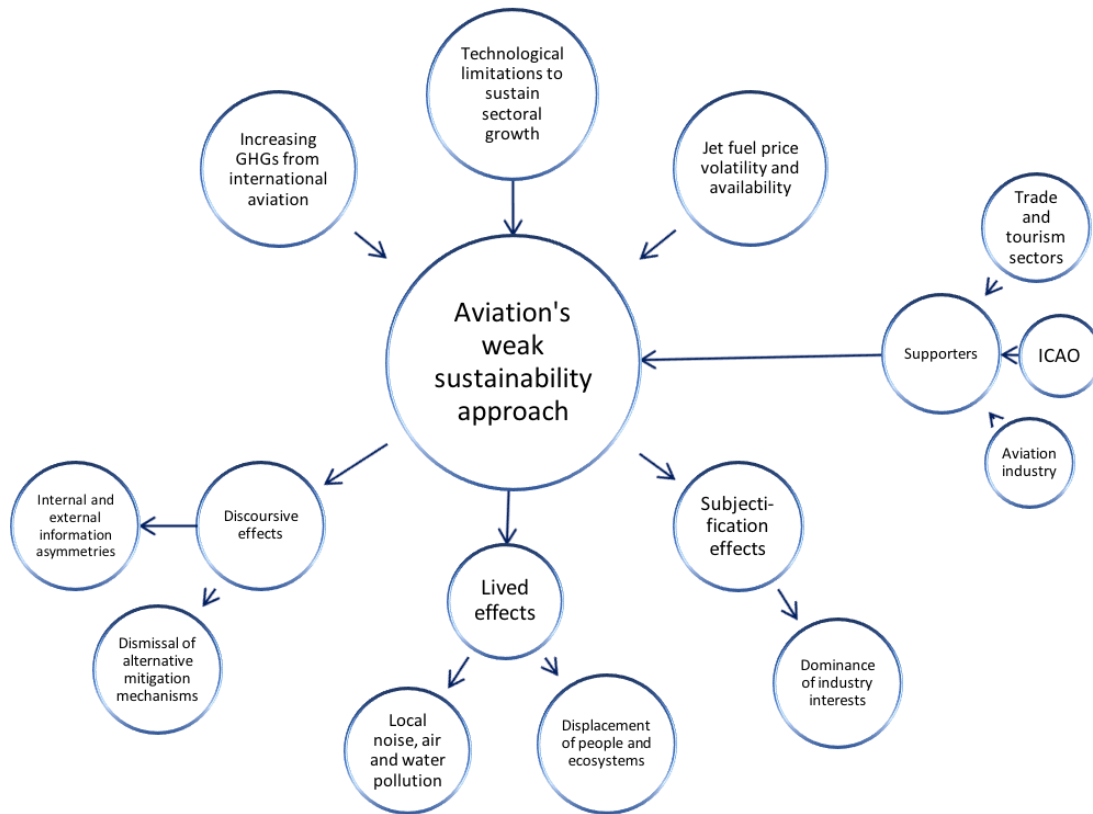 Technological
limitations to
sustain
sectoral
growth
Increasing
GHGs from
international
aviation
Jet fuel price
volatility and
availability
Trade
and
tourism
sectors
Aviation's
weak
sustainability
approach
Supporters
ICAO
Aviation
industry
Internal and
external
information
asymmetries
Discoursive
effects
Subjecti-
fication
effects
Lived
effects
Dismissal of
alternative
mitigation
mechanisms
Dominance
of industry
interests
Local
noise, air
and water
pollution
Displacement
of people and
ecosystems